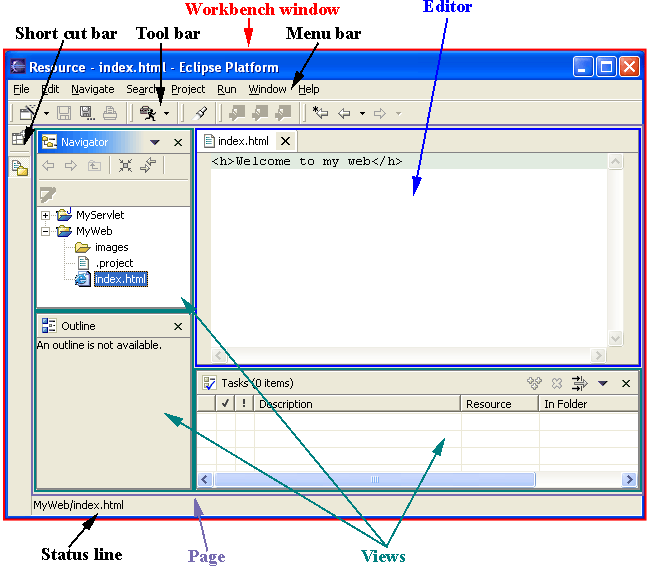 Workbench window
Editor
Short cut bar
Tool bar
Menu bar
Resource - index.html - Eclipse Platform
File Edit Navigate Search Project Run Window Help
Navigator
index.html
<h>Welcome to my web</h>
MyServlet
MyWeb
images
.project
index.html
Outline
An outline is not available.
Tasks (0 items)
! Description Resource In Folder
MyWeb/index.html
Status line
Page
Views